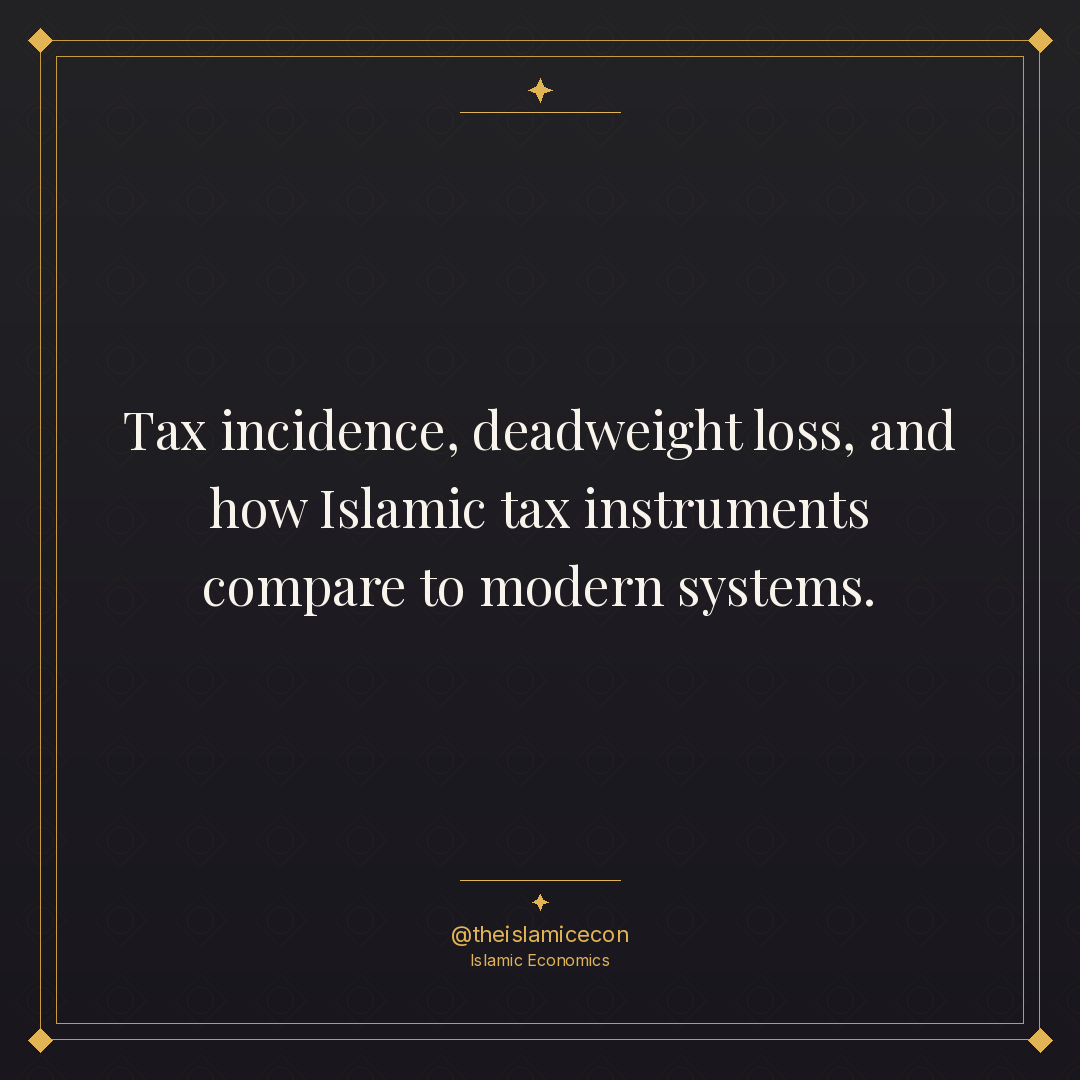 Tax incidence, deadweight loss, and
how Islamic tax instruments
compare to modern systems.
@theislamicecon
Islamic Economics